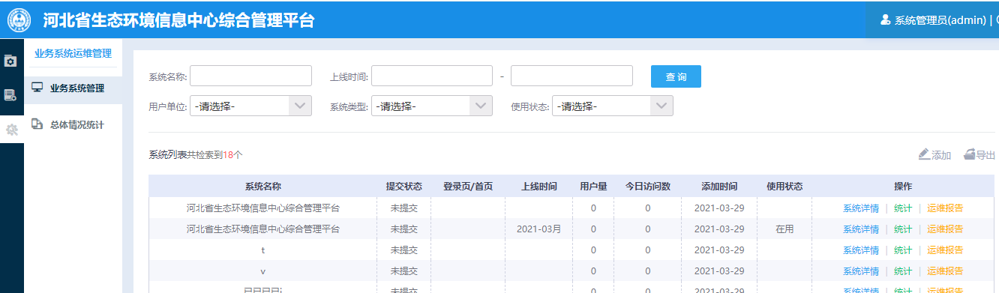 河北省生态环境信息中心综合管理平台
系统管理员(admin) |
业务系统运维管理
业务系统管理
总体情况统计
系统名称: 上线时间: - 查 询
用户单位: -请选择- 系统类型: -请选择- 使用状态: -请选择-
系统列表共检索到18个 添加 导出
系统名称 提交状态 登录页/首页 上线时间 用户量 今日访问数 添加时间 使用状态 操作
河北省生态环境信息中心综合管理平台 未提交 0 0 2021-03-29 系统详情 | 统计 | 运维报告
河北省生态环境信息中心综合管理平台 未提交 2021-03月 0 0 2021-03-29 在用 系统详情 | 统计 | 运维报告
t 未提交 0 0 2021-03-29 系统详情 | 统计 | 运维报告
v 未提交 0 0 2021-03-29 系统详情 | 统计 | 运维报告
未提交 0 0 2021-03-29 系统详情 | 统计 | 运维报告